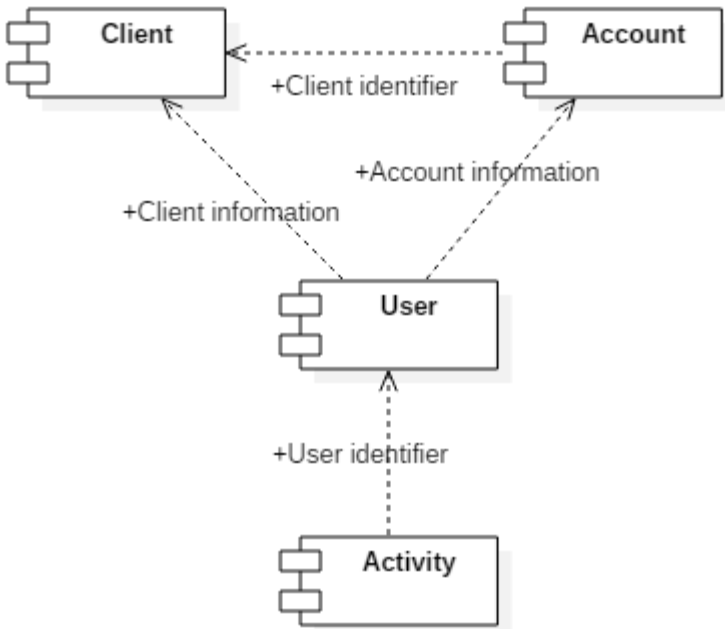 Client
Account
+Client identifier
+Account information
+Client information
User
+User identifier
Activity